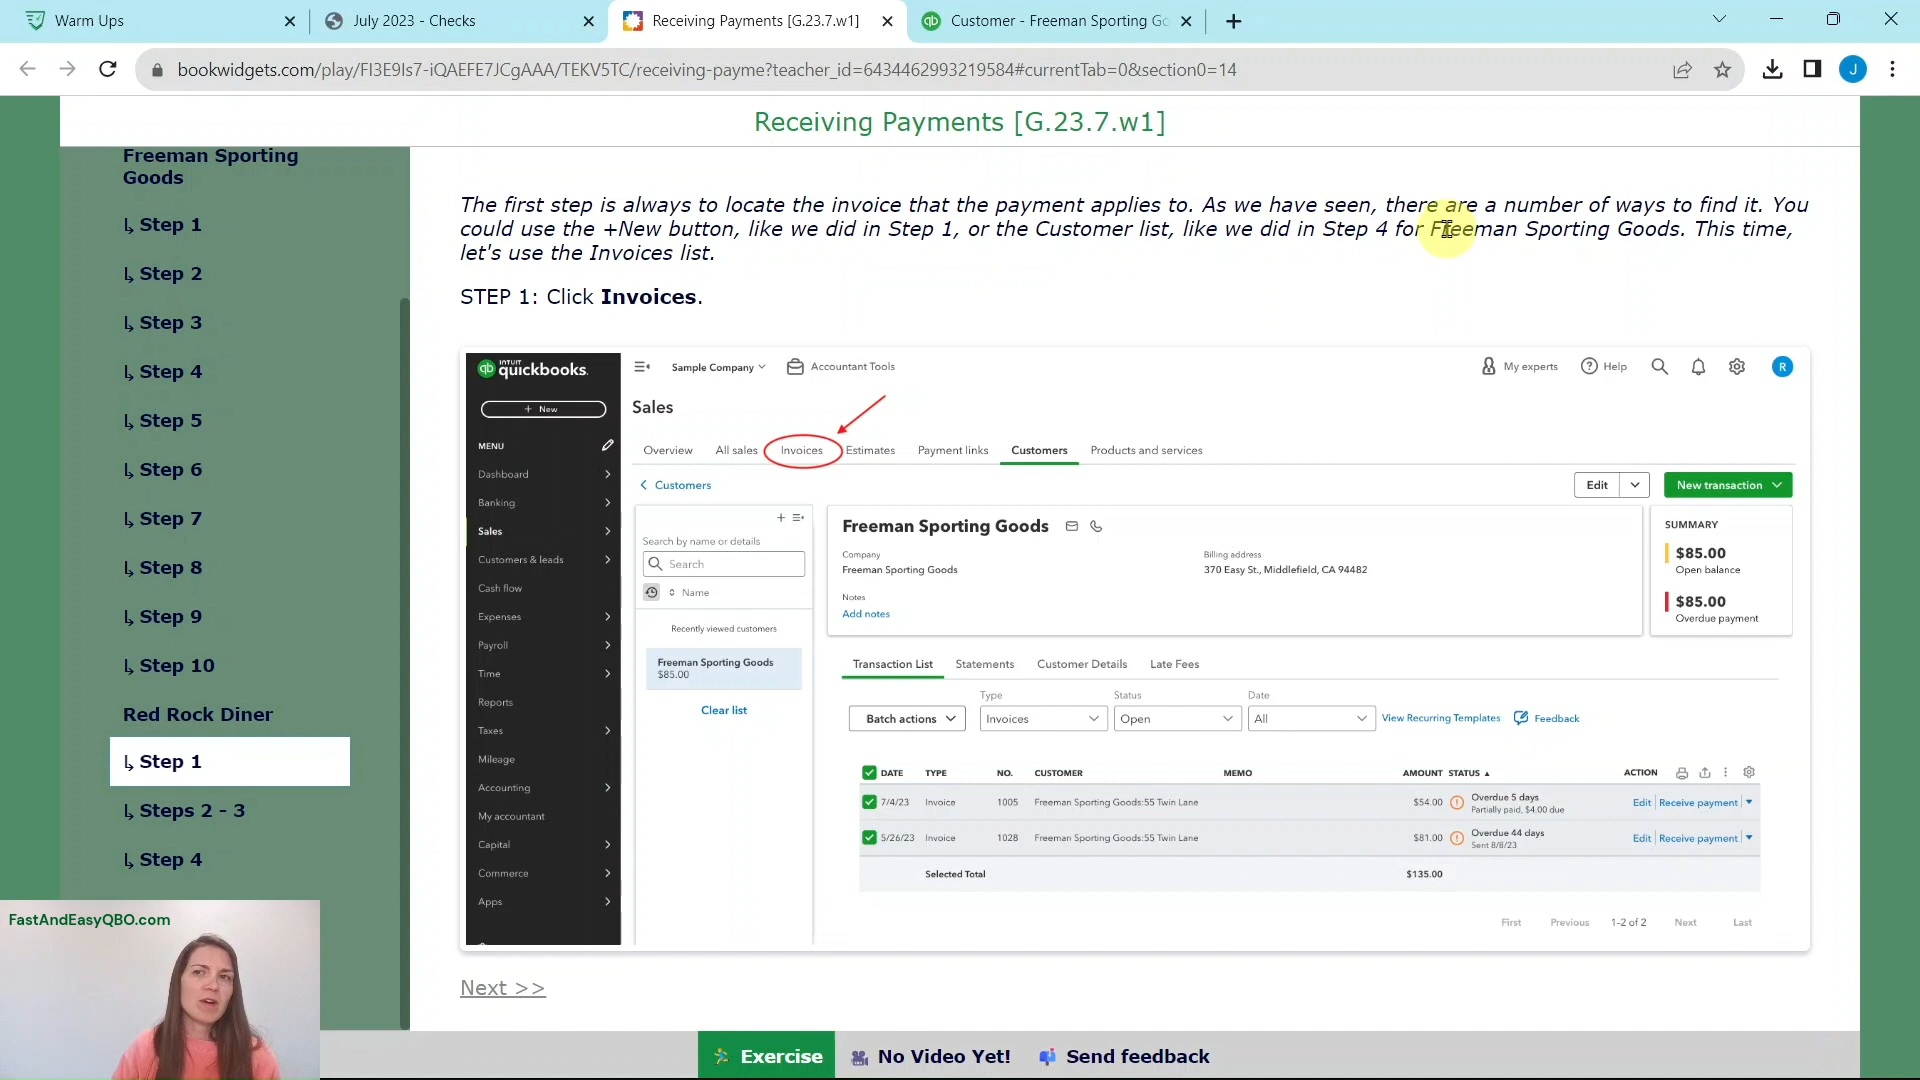 Warm Ups
July 2023 - Checks
Receiving Payments [G.23.7.w1]
Customer - Freeman Sporting Go
bookwidgets.com/play/FI3E9Is7-iQAEFE7JCgAAA/TEKV5TC/receiving-payme?teacher_id=6434462993219584#currentTab=0&section0=14
J
Receiving Payments [G.23.7.w1]
Freeman Sporting
Goods
↳ Step 1
↳ Step 2
↳ Step 3
↳ Step 4
↳ Step 5
↳ Step 6
↳ Step 7
↳ Step 8
↳ Step 9
↳ Step 10
Red Rock Diner
↳ Step 1
↳ Steps 2 - 3
↳ Step 4
The first step is always to locate the invoice that the payment applies to. As we have seen, there are a number of ways to find it. You
could use the +New button, like we did in Step 1, or the Customer list, like we did in Step 4 for Freeman Sporting Goods. This time,
let's use the Invoices list.
STEP 1: Click Invoices.
qb INTUIT quickbooks.
Sample Company
Accountant Tools
My experts
Help
R
+ New
MENU
Dashboard
Banking
Sales
Customers & leads
Cash flow
Expenses
Payroll
Time
Reports
Taxes
Mileage
Accounting
My accountant
Capital
Commerce
Apps
Sales
Overview All sales Invoices Estimates Payment links Customers Products and services
Customers
Edit
New transaction
Search by name or details
Search
Name
Recently viewed customers
Freeman Sporting Goods
$85.00
Clear list
Freeman Sporting Goods
Company
Freeman Sporting Goods
Billing address
370 Easy St., Middlefield, CA 94482
Notes
Add notes
SUMMARY
$85.00
Open balance
$85.00
Overdue payment
Transaction List Statements Customer Details Late Fees
Type Status Date
Batch actions Invoices Open All View Recurring Templates Feedback
DATE TYPE NO. CUSTOMER MEMO AMOUNT STATUS ▲ ACTION
7/4/23 Invoice 1005 Freeman Sporting Goods:55 Twin Lane $54.00 Overdue 5 days Edit Receive payment
Partially paid, $4.00 due
5/26/23 Invoice 1028 Freeman Sporting Goods:55 Twin Lane $81.00 Overdue 44 days Edit Receive payment
Sent 8/8/23
Selected Total $135.00
First Previous 1-2 of 2 Next Last
Next >>
FastAndEasyQBO.com
Exercise
No Video Yet!
Send feedback